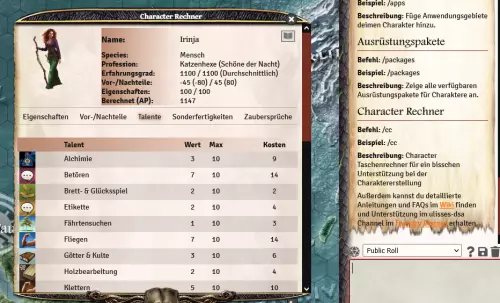 Character Rechner
Name: Irinja
Species: Mensch
Profession: Katzenhexe (Schöne der Nacht)
Erfahrungsgrad: 1100 / 1100 (Durchschnittlich)
Vor-/Nachteile: -45 (-80) / 45 (80)
Eigenschaften: 100 / 100
Berechnet (AP): 1147
Eigenschaften Vor-/Nachteile Talente Sonderfertigkeiten Zaubersprüche
Talent Wert Max Kosten
Alchimie 3 10 9
Betören 7 10 14
Brett- & Glücksspiel 2 10 2
Etikette 2 10 4
Fährtensuchen 1 10 3
Fliegen 7 10 14
Götter & Kulte 3 10 6
Holzbearbeitung 2 10 4
Klettern 5 10 10
Beispiel: /apps
Beschreibung: Füge Anwendungsgebiete
deinem Charakter hinzu.
Ausrüstungspakete
Befehl: /packages
Beispiel: /packages
Beschreibung: Zeige alle verfügbaren
Ausrüstungspakete für Charaktere an.
Character Rechner
Befehl: /cc
Beispiel: /cc
Beschreibung: Character
Taschenrechner für ein bisschen
Unterstützung bei der
Charaktererstellung
Außerdem kannst du detaillierte
Anleitungen und FAQs im Wiki finden
und Unterstützung im ulisses-dsa
Channel im erhalten
Public Roll